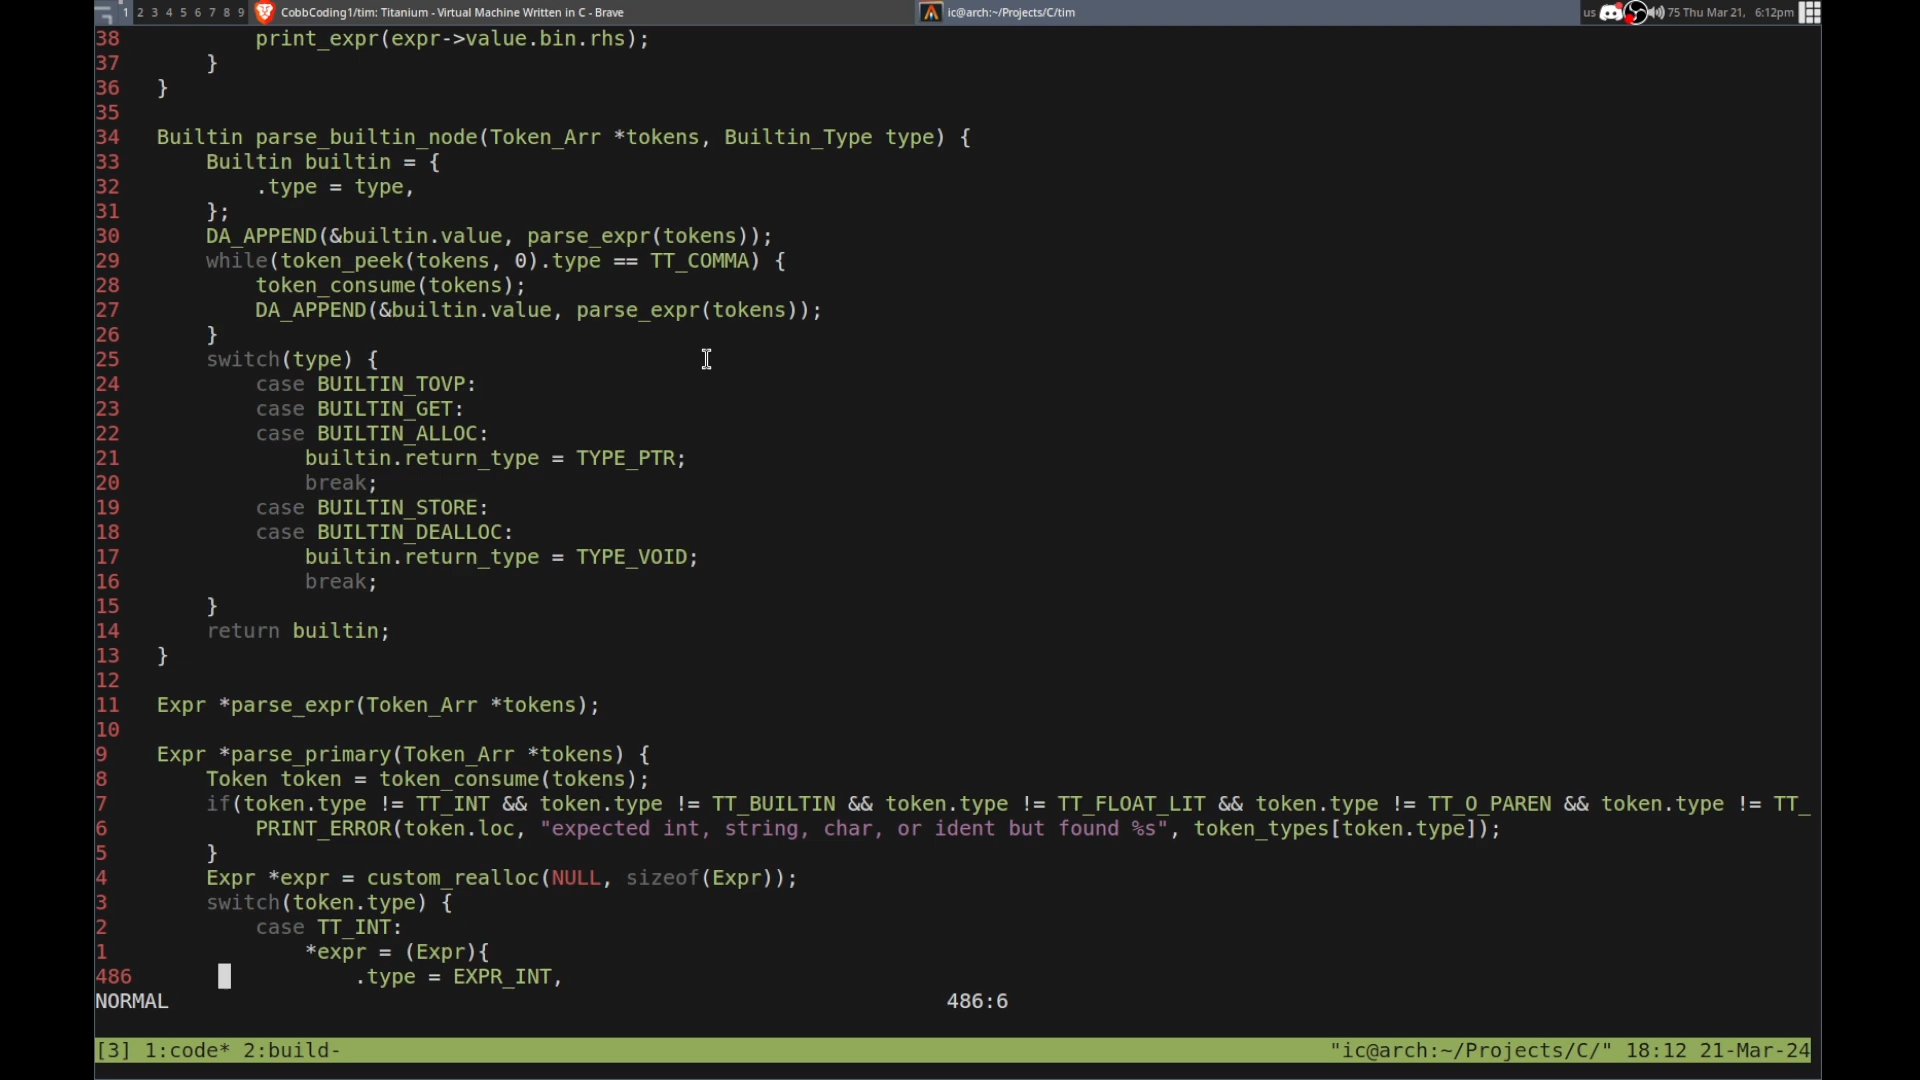 1 2 3 4 5 6 7 8 9 CobbCoding1/tim: Titanium - Virtual Machine Written in C - Brave ic@arch:~/Projects/C/tim us 75 Thu Mar 21, 6:12pm
38 print_expr(expr->value.bin.rhs);
37 }
36 }
35
34 Builtin parse_builtin_node(Token_Arr *tokens, Builtin_Type type) {
33 Builtin builtin = {
32 .type = type,
31 };
30 DA_APPEND(&builtin.value, parse_expr(tokens));
29 while(token_peek(tokens, 0).type == TT_COMMA) {
28 token_consume(tokens);
27 DA_APPEND(&builtin.value, parse_expr(tokens));
26 }
25 switch(type) {
24 case BUILTIN_TOVP:
23 case BUILTIN_GET:
22 case BUILTIN_ALLOC:
21 builtin.return_type = TYPE_PTR;
20 break;
19 case BUILTIN_STORE:
18 case BUILTIN_DEALLOC:
17 builtin.return_type = TYPE_VOID;
16 break;
15 }
14 return builtin;
13 }
12
11 Expr *parse_expr(Token_Arr *tokens);
10
9 Expr *parse_primary(Token_Arr *tokens) {
8 Token token = token_consume(tokens);
7 if(token.type != TT_INT && token.type != TT_BUILTIN && token.type != TT_FLOAT_LIT && token.type != TT_O_PAREN && token.type != TT_
6 PRINT_ERROR(token.loc, "expected int, string, char, or ident but found %s", token_types[token.type]);
5 }
4 Expr *expr = custom_realloc(NULL, sizeof(Expr));
3 switch(token.type) {
2 case TT_INT:
1 *expr = (Expr){
486 .type = EXPR_INT,
NORMAL 486:6
[3] 1:code* 2:build- "ic@arch:~/Projects/C/" 18:12 21-Mar-24